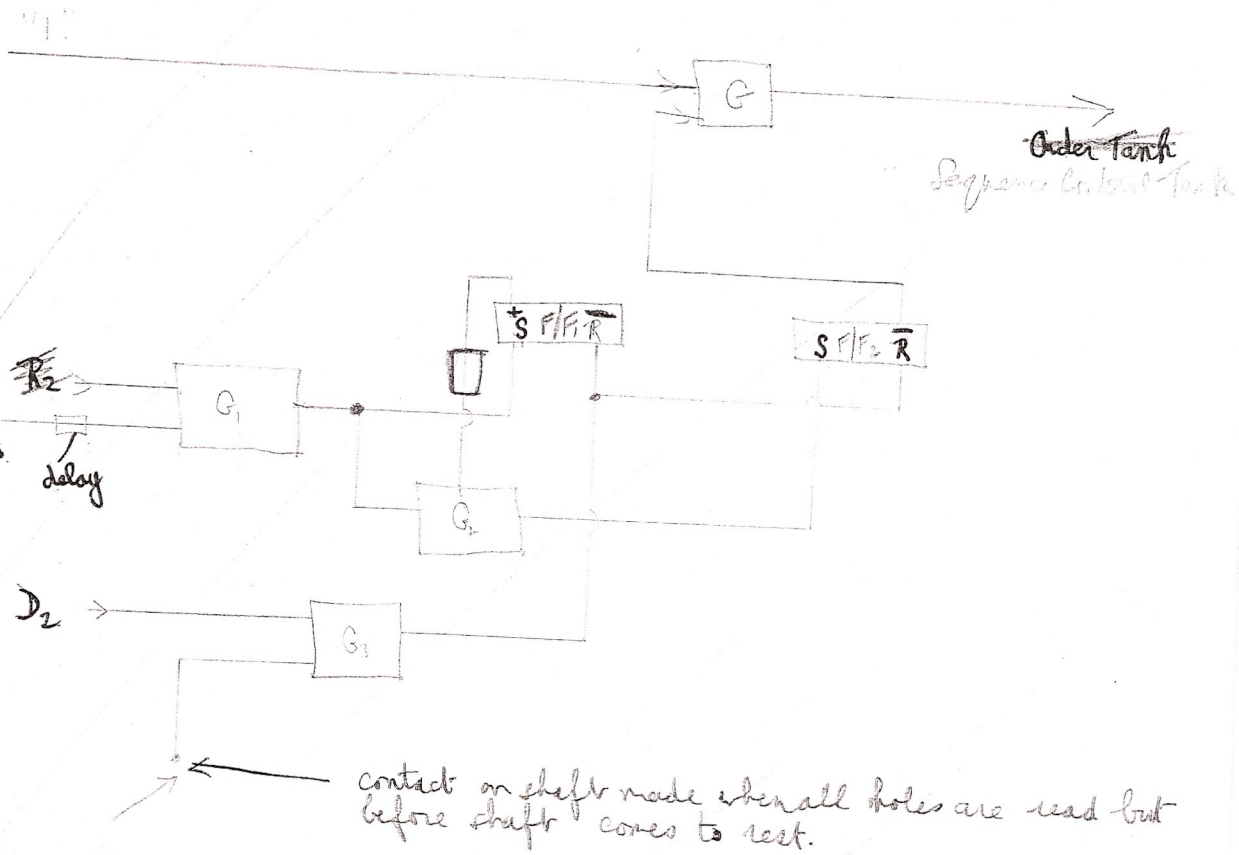 "1"
G
Order Tank
Sequence Control Tank
+S F/F1 R̅
S F/F2 R̅
R2
G1
delay
G2
D2
G3
contact on shaft made when all holes are read but
before shaft comes to rest.